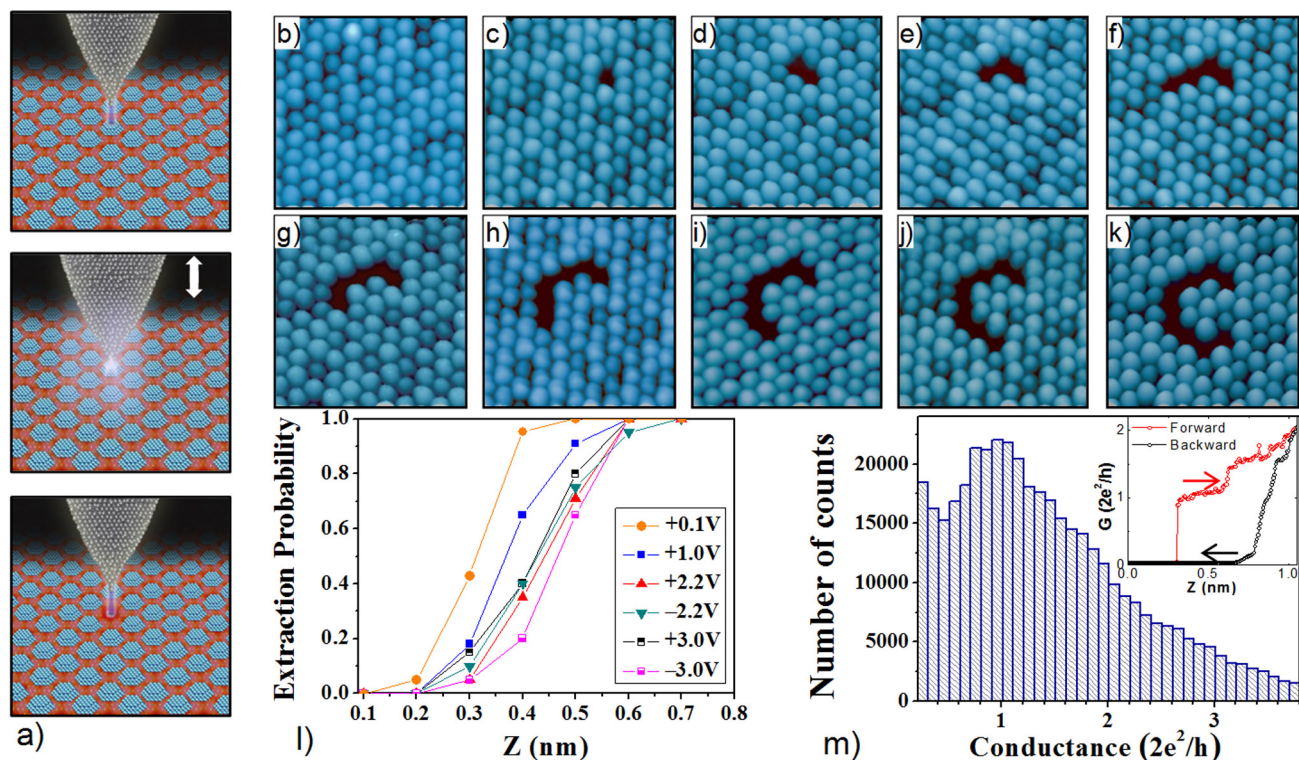 a)
b)
c)
d)
e)
f)
g)
h)
i)
j)
k)
Extraction Probability
1.0
0.8
0.6
0.4
0.2
0.0
+0.1V
+1.0V
+2.2V
−2.2V
+3.0V
−3.0V
0.1 0.2 0.3 0.4 0.5 0.6 0.7 0.8
l)
Z (nm)
Number of counts
20000
15000
10000
5000
0
G (2e²/h)
2
1
0
Forward
Backward
0.0 0.5 1.0
Z (nm)
1 2 3
m)
Conductance (2e²/h)